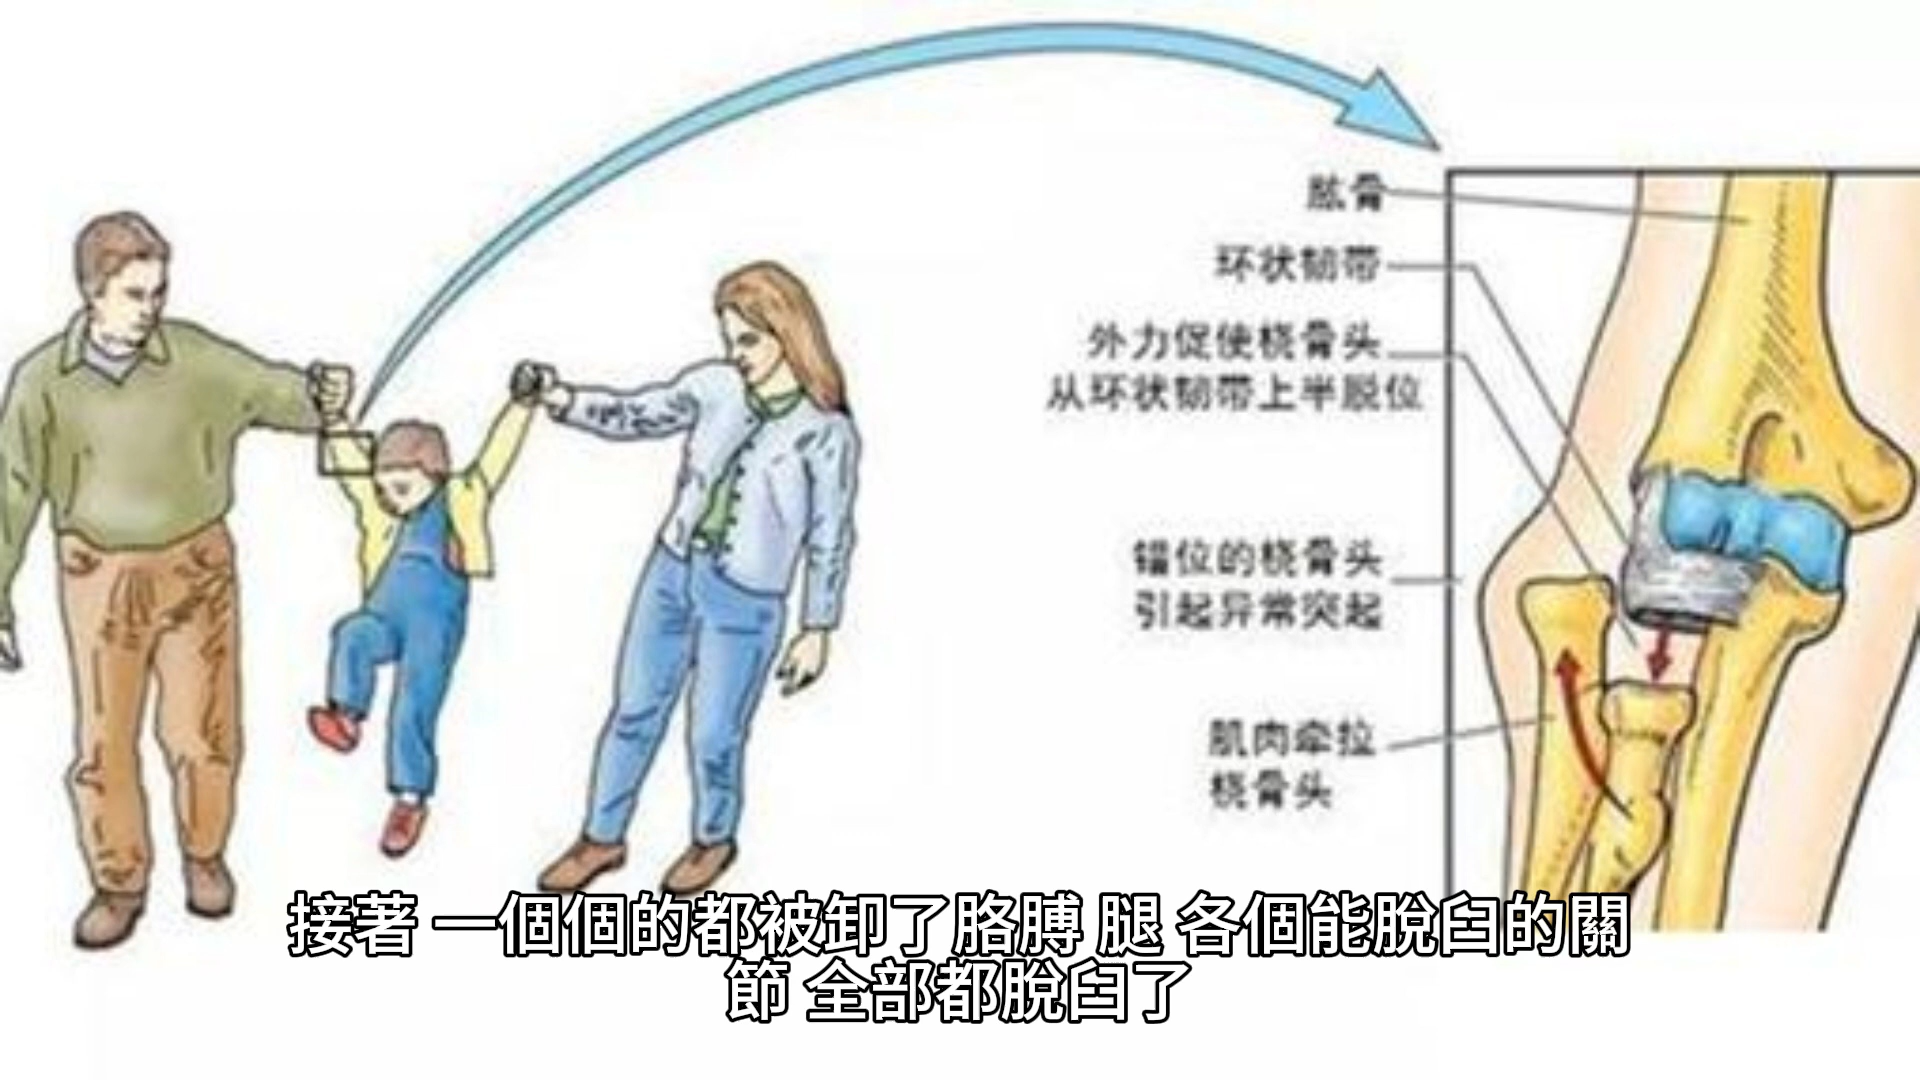 肱骨
环状韧带
外力促使桡骨头
从环状韧带上半脱位
错位的桡骨头
引起异常突起
肌肉牵拉
桡骨头
接著 一個個的都被卸了胳膊 腿 各個能脫臼的關
節 全部都脫臼了